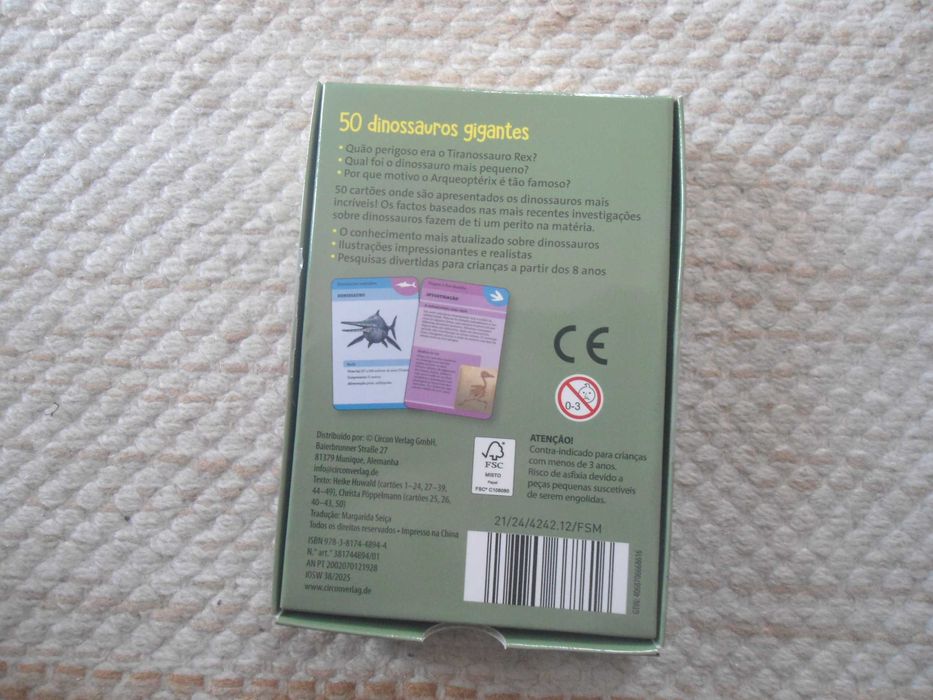 50 dinossauros gigantes
• Quão perigoso era o Tiranossauro Rex?
• Qual foi o dinossauro mais pequeno?
• Por que motivo o Arqueoptérix é tão famoso?
50 cartões onde são apresentados os dinossauros mais
incríveis! Os factos baseados nas mais recentes investigações
sobre dinossauros fazem de ti um perito na matéria.
• O conhecimento mais atualizado sobre dinossauros
• Ilustrações impressionantes e realistas
• Pesquisas divertidas para crianças a partir dos 8 anos
INVESTIGAÇÃO
CE
0-3
Distribuído por: © Circon Verlag GmbH,
Baierbrunner Straße 27
81379 Munique, Alemanha
info@circonverlag.de
Texto: Heike Huwald (cartões 1–24, 27–39,
44–49), Christa Pöppelmann (cartões 25, 26,
40–43, 50)
Tradução: Margarida Seiça
Todos os direitos reservados • Impresso na China
ISBN 978-3-8174-4894-4
N.° art.° 381744894/01
AN PT 2002070121928
IOSW 38/2025
www.circonverlag.de
FSC
MISTO
Papel
FSC® C108080
ATENÇÃO!
Contra-indicado para crianças
com menos de 3 anos.
Risco de asfixia devido a
peças pequenas suscetíveis
de serem engolidas.
21/24/4242.12/FSM
GTIN: 4068706668616